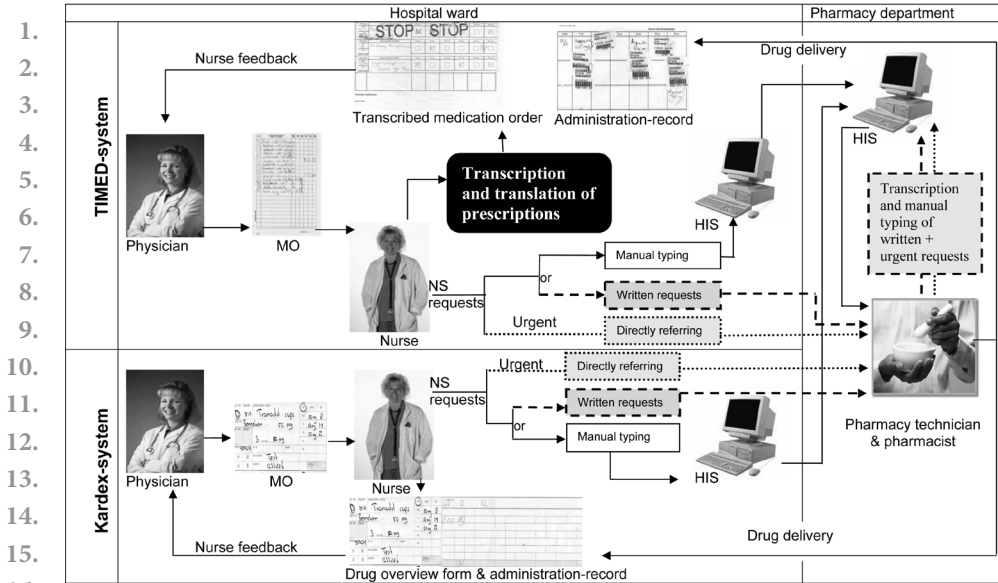 Hospital ward
Pharmacy department
1.
2.
3.
4.
5.
6.
7.
8.
9.
10.
11.
12.
13.
14.
15.
TIMED-system
Nurse feedback
STOP STOP
Transcribed medication order
Administration-record
Drug delivery
HIS
Physician
MO
Transcription
and translation of
prescriptions
Nurse
NS
requests
or
Manual typing
HIS
Written requests
Urgent
Directly referring
Transcription
and manual
typing of
written +
urgent requests
Pharmacy technician
& pharmacist
Kardex-system
Physician
MO
Nurse
NS
requests
Urgent
Directly referring
Written requests
or
Manual typing
HIS
Nurse feedback
Drug delivery
Drug overview form & administration-record